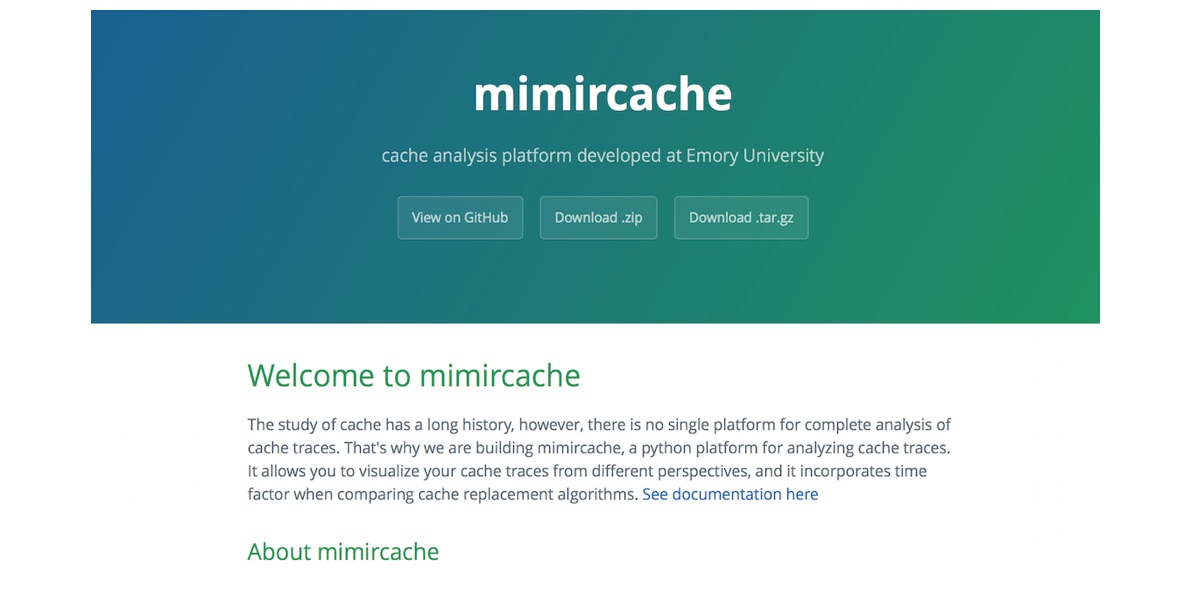 mimircache
cache analysis platform developed at Emory University
View on GitHub
Download .zip
Download .tar.gz
Welcome to mimircache
The study of cache has a long history, however, there is no single platform for complete analysis of
cache traces. That's why we are building mimircache, a python platform for analyzing cache traces.
It allows you to visualize your cache traces from different perspectives, and it incorporates time
factor when comparing cache replacement algorithms. See documentation here
About mimircache